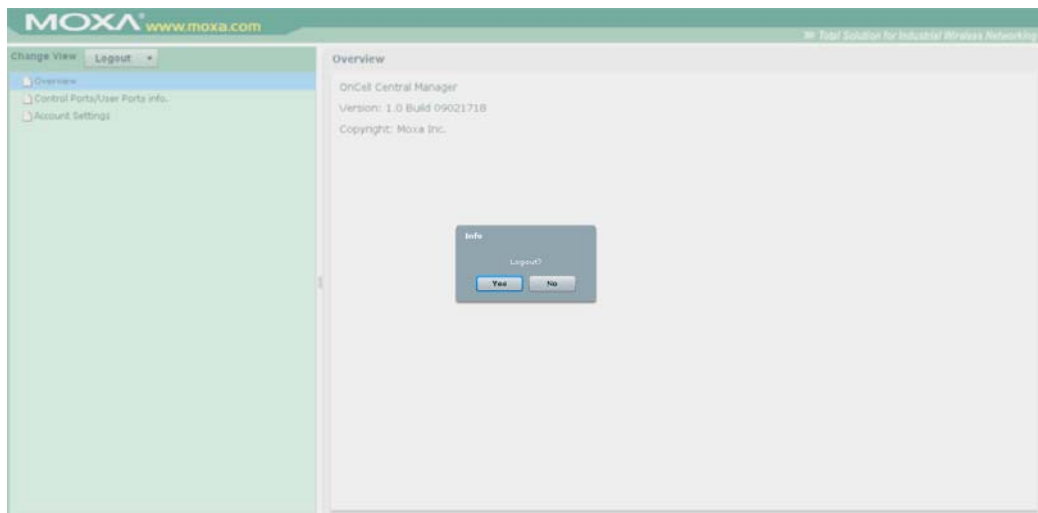 MOXA® www.moxa.com
Total Solution for Industrial Wireless Networking
Change View Logout
Overview
Control Ports/User Ports info.
Account Settings
Overview
OnCell Central Manager
Version: 1.0 Build 09021718
Copyright: Moxa Inc.
Info
Logout?
Yes No